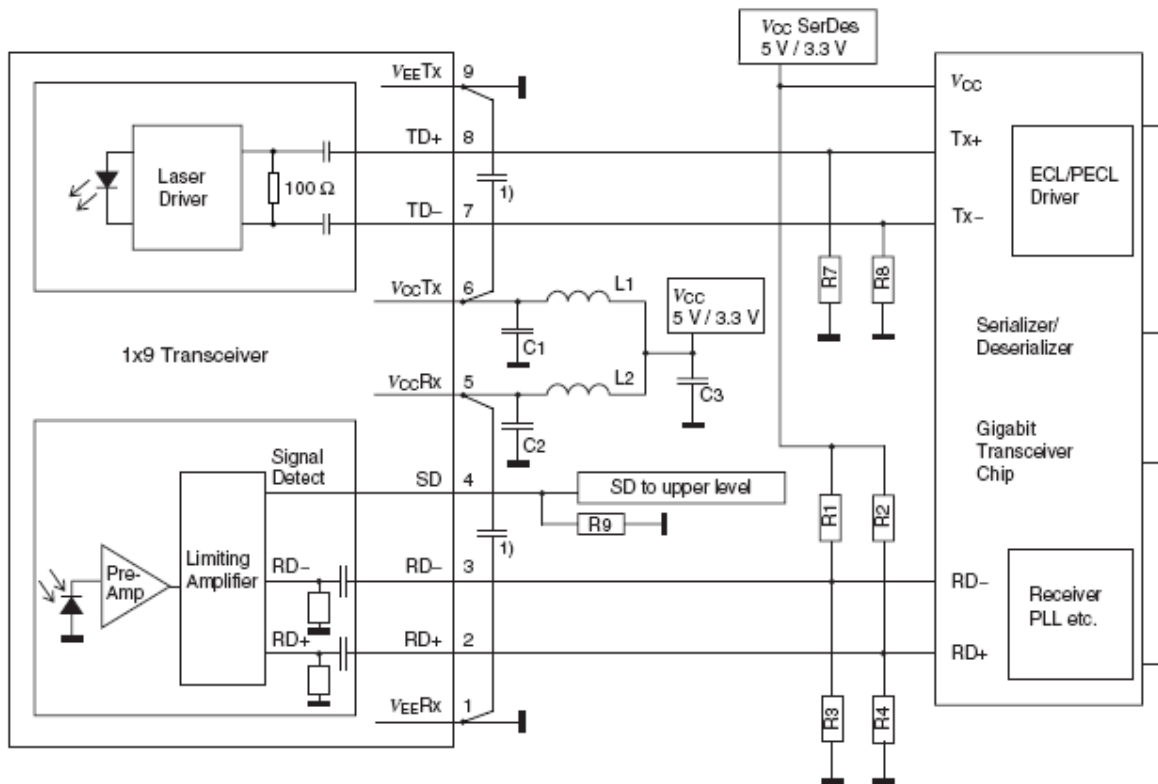 VCC SerDes
5 V / 3.3 V
VEETx 9
VCC
TD+ 8
Tx+
Laser
Driver
100 Ω
1)
ECL/PECL
Driver
TD− 7
Tx−
R7
R8
VCCTx 6
L1
VCC
5 V / 3.3 V
C1
Serializer/
Deserializer
1x9 Transceiver
VCCRx 5
L2
C3
C2
Gigabit
Transceiver
Chip
Signal
Detect
SD 4
SD to upper level
R9
R1
R2
1)
Pre-
Amp
Limiting
Amplifier
RD−
RD− 3
RD−
Receiver
PLL etc.
RD+
RD+ 2
RD+
VEERx 1
R3
R4